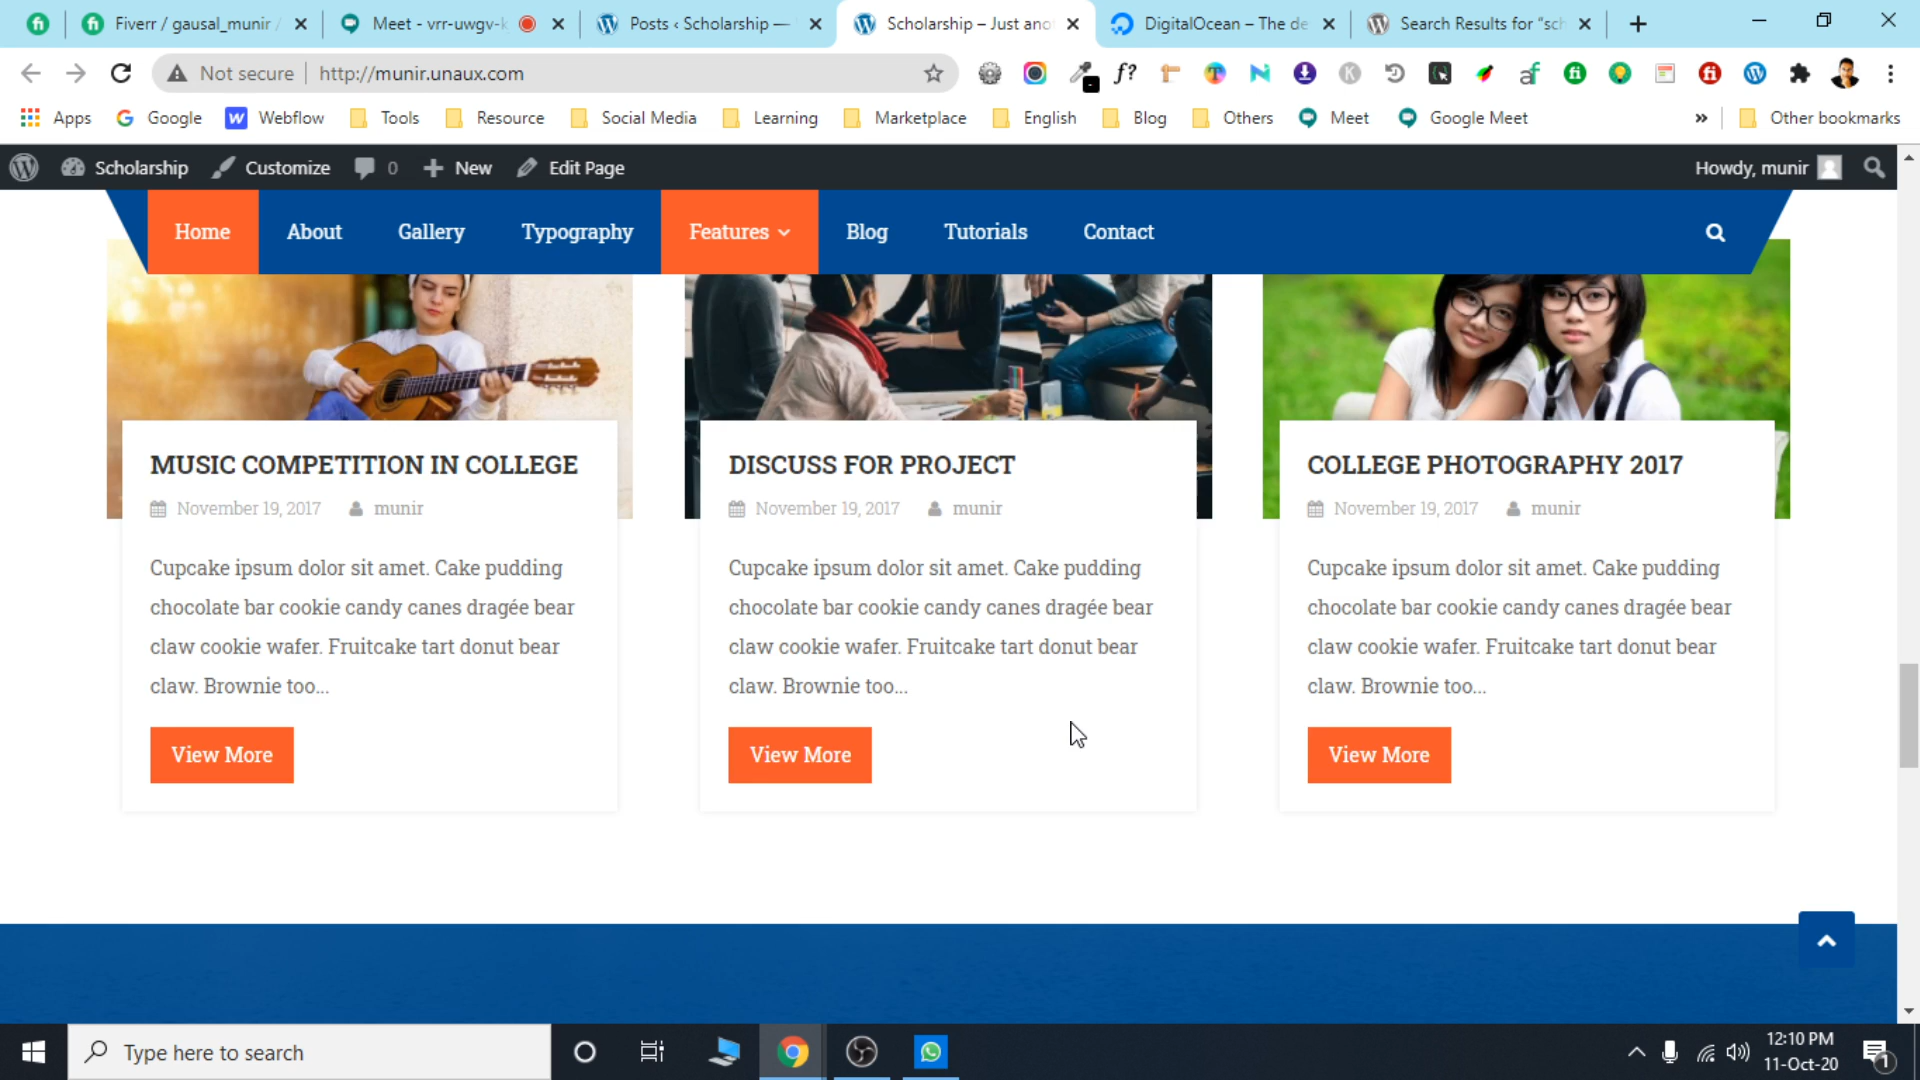 Fiverr / gausal_munir / Meet - vrr-uwgv-k Posts ‹ Scholarship — Scholarship – Just ano DigitalOcean – The de Search Results for "sch
Not secure http://munir.unaux.com
Apps Google Webflow Tools Resource Social Media Learning Marketplace English Blog Others Meet Google Meet » Other bookmarks
Scholarship Customize 0 New Edit Page Howdy, munir
Home About Gallery Typography Features Blog Tutorials Contact
MUSIC COMPETITION IN COLLEGE
November 19, 2017 munir
Cupcake ipsum dolor sit amet. Cake pudding
chocolate bar cookie candy canes dragée bear
claw cookie wafer. Fruitcake tart donut bear
claw. Brownie too...
View More
DISCUSS FOR PROJECT
November 19, 2017 munir
Cupcake ipsum dolor sit amet. Cake pudding
chocolate bar cookie candy canes dragée bear
claw cookie wafer. Fruitcake tart donut bear
claw. Brownie too...
View More
COLLEGE PHOTOGRAPHY 2017
November 19, 2017 munir
Cupcake ipsum dolor sit amet. Cake pudding
chocolate bar cookie candy canes dragée bear
claw cookie wafer. Fruitcake tart donut bear
claw. Brownie too...
View More
Type here to search
12:10 PM
11-Oct-20
1